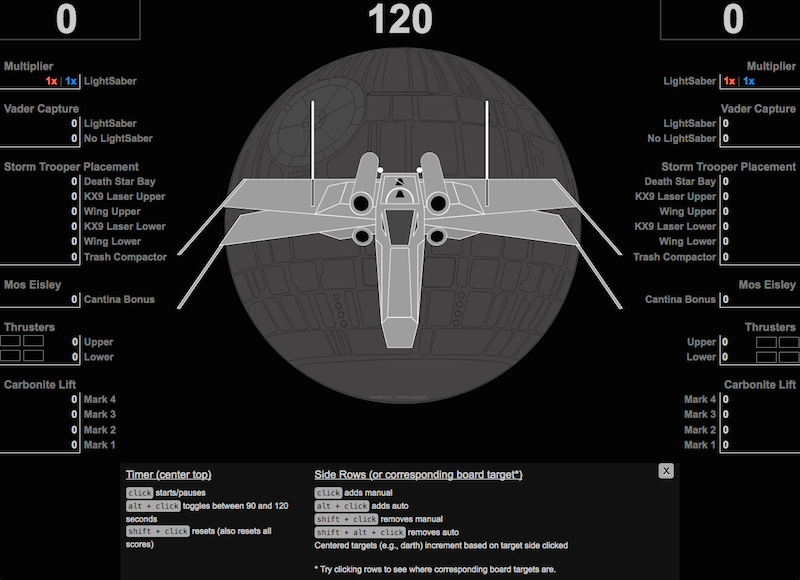 0
120
0
Multiplier
1x | 1x LightSaber
Vader Capture
0 LightSaber
0 No LightSaber
Storm Trooper Placement
0 Death Star Bay
0 KX9 Laser Upper
0 Wing Upper
0 KX9 Laser Lower
0 Wing Lower
0 Trash Compactor
Mos Eisley
0 Cantina Bonus
Thrusters
0 Upper
0 Lower
Carbonite Lift
0 Mark 4
0 Mark 3
0 Mark 2
0 Mark 1
Multiplier
LightSaber 1x | 1x
Vader Capture
LightSaber 0
No LightSaber 0
Storm Trooper Placement
Death Star Bay 0
KX9 Laser Upper 0
Wing Upper 0
KX9 Laser Lower 0
Wing Lower 0
Trash Compactor 0
Mos Eisley
Cantina Bonus 0
Thrusters
Upper 0
Lower 0
Carbonite Lift
Mark 4 0
Mark 3 0
Mark 2 0
Mark 1 0
Timer (center top)
click starts/pauses
alt + click toggles between 90 and 120
seconds
shift + click resets (also resets all
scores)
Side Rows (or corresponding board target*)
X
click adds manual
alt + click adds auto
shift + click removes manual
shift + alt + click removes auto
Centered targets (e.g., darth) increment based on target side clicked
* Try clicking rows to see where corresponding board targets are.